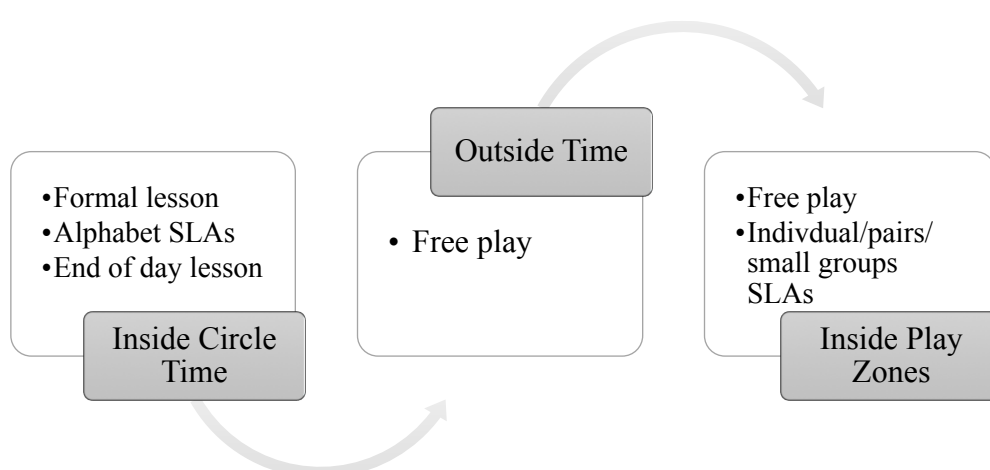 •Formal lesson
•Alphabet SLAs
•End of day lesson
Inside Circle
Time
Outside Time
• Free play
•Free play
•Indivdual/pairs/
small groups
SLAs
Inside Play
Zones